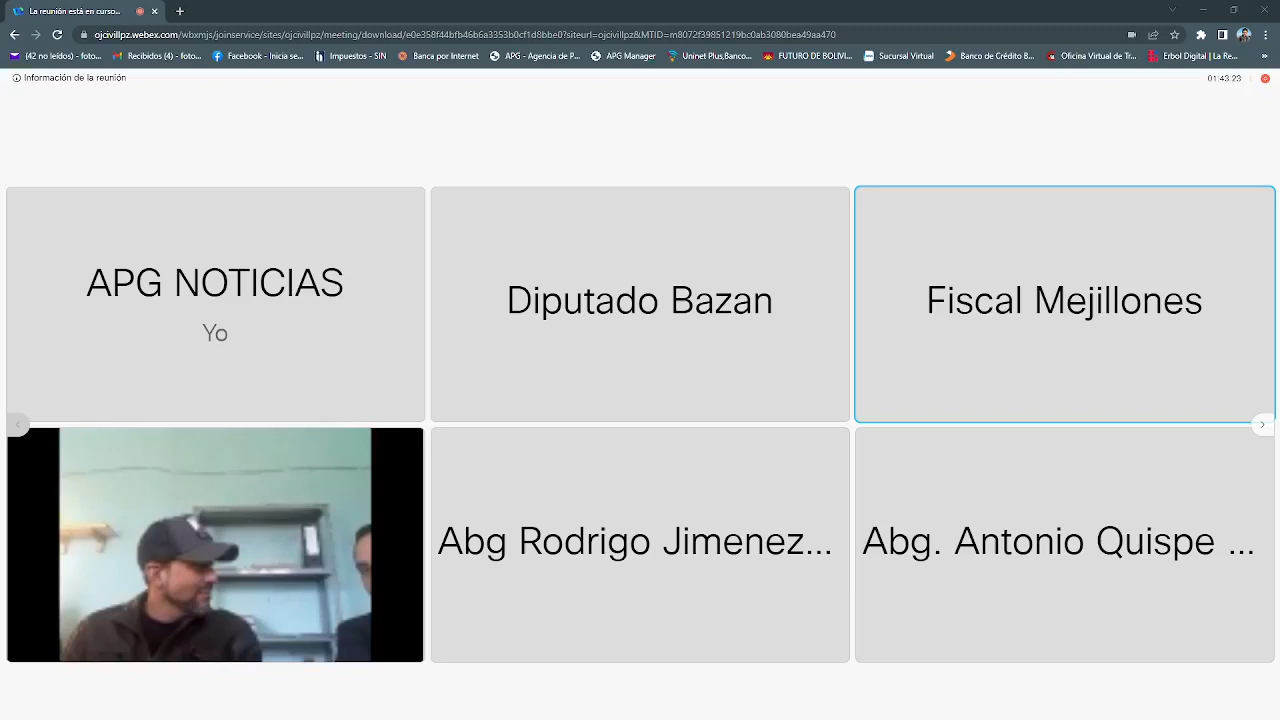 La reunión está en curso...
ojcivillpz.webex.com/wbxmjs/joinservice/sites/ojcivillpz/meeting/download/e0e358f44bfb46b6a3353b0cf1d9bbe0?siteurl=ojcivillpz&MTID=m8072f39851219bc0ab3080bea49aa470
(42 no leídos) - foto...
Recibidos (4) - fotos...
Facebook - Inicia se...
Impuestos - SIN
Banca por Internet
APG - Agencia de P...
APG Manager
Uninet Plus,Banco...
FUTURO DE BOLIVI...
Sucursal Virtual
Banco de Crédito B...
Oficina Virtual de Tr...
Erbol Digital | La Re...
Información de la reunión
01:43:23
APG NOTICIAS
Yo
Diputado Bazan
Fiscal Mejillones
Abg Rodrigo Jimenez...
Abg. Antonio Quispe ...